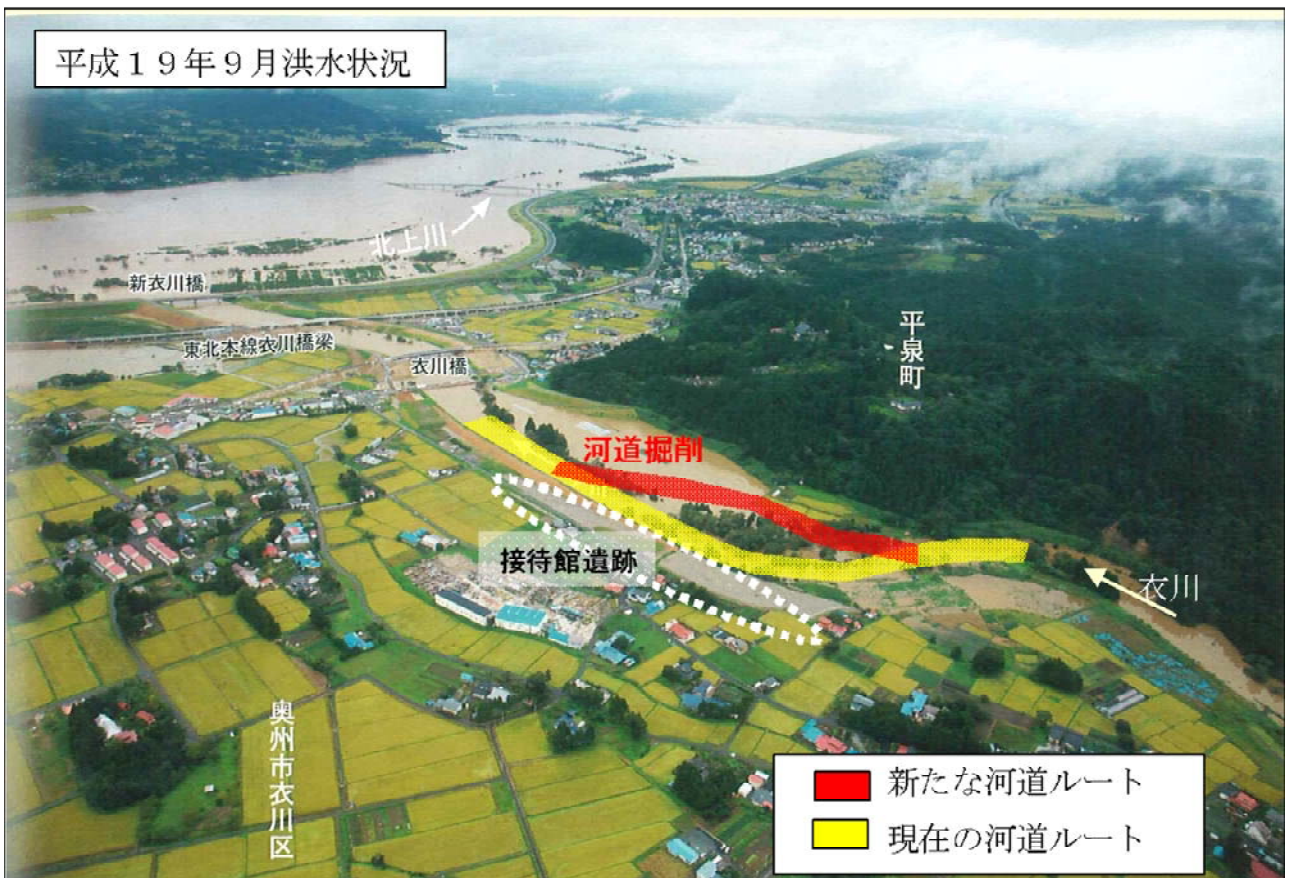 平成１９年９月洪水状況
北上川
新衣川橋
東北本線衣川橋梁
衣川橋
平泉町
河道掘削
接待館遺跡
衣川
奥州市衣川区
新たな河道ルート
現在の河道ルート